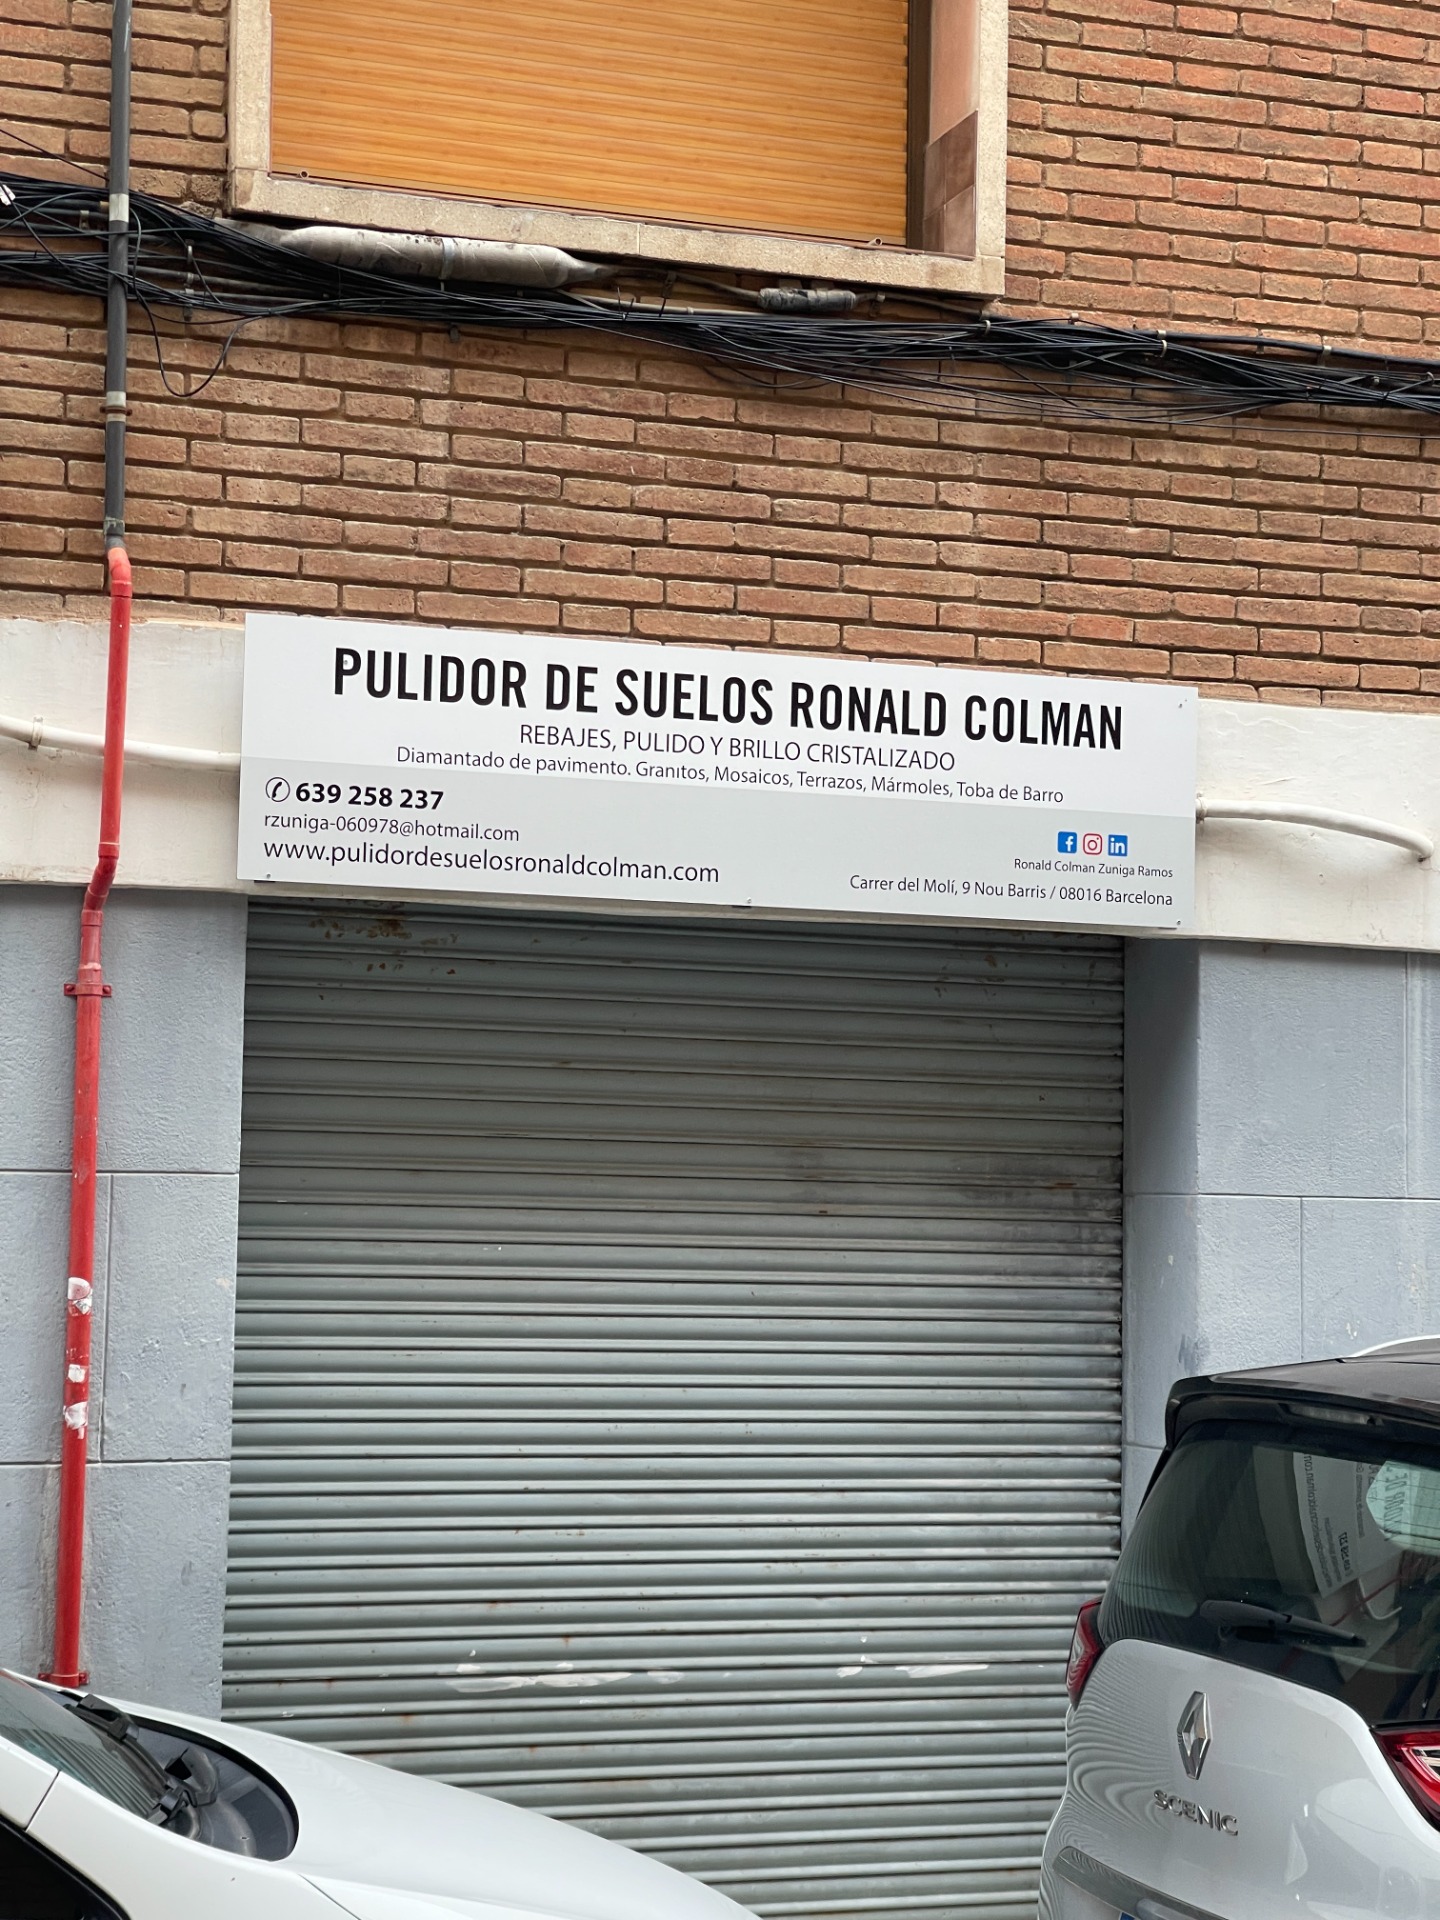 PULIDOR DE SUELOS RONALD COLMAN
REBAJES, PULIDO Y BRILLO CRISTALIZADO
Diamantado de pavimento. Granitos, Mosaicos, Terrazos, Mármoles, Toba de Barro
639 258 237
rzuniga-060978@hotmail.com
www.pulidordesuelosronaldcolman.com
Ronald Colman Zuniga Ramos
Carrer del Molí, 9 Nou Barris / 08016 Barcelona
SCENIC